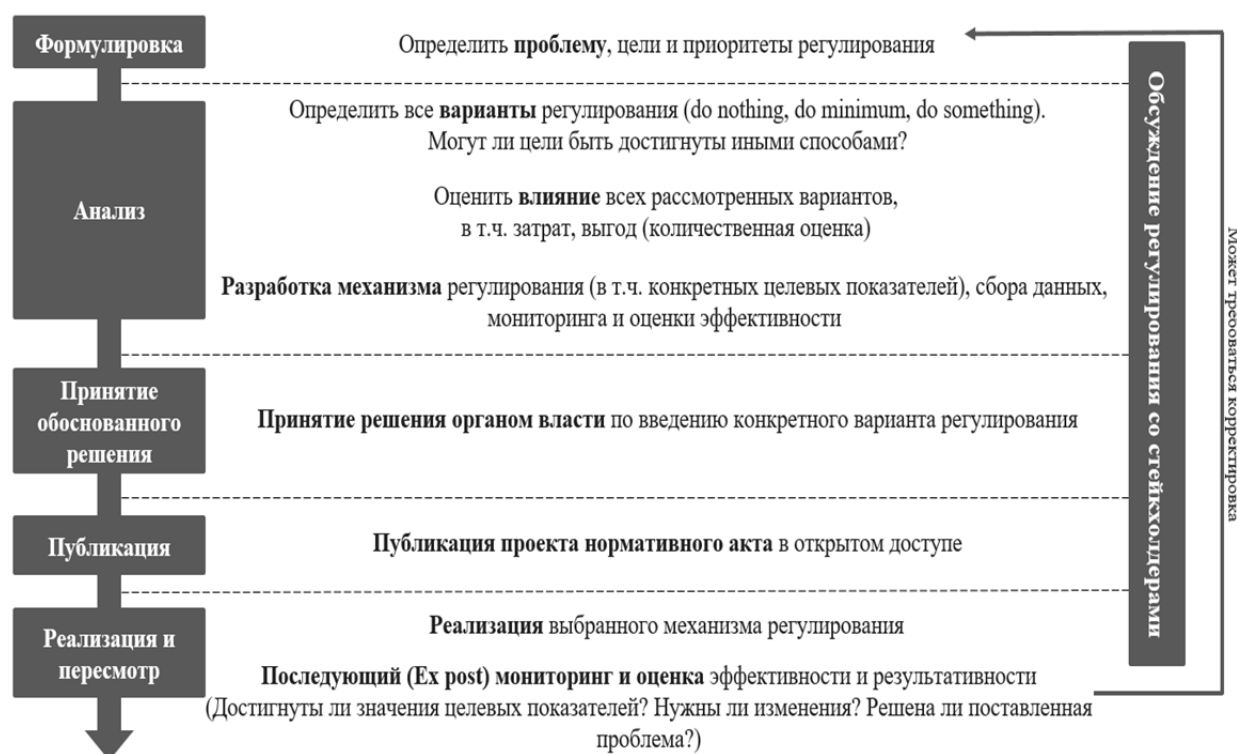 Формулировка
Определить проблему, цели и приоритеты регулирования
Анализ
Определить все варианты регулирования (do nothing, do minimum, do something).
Могут ли цели быть достигнуты иными способами?
Оценить влияние всех рассмотренных вариантов,
в т.ч. затрат, выгод (количественная оценка)
Разработка механизма регулирования (в т.ч. конкретных целевых показателей), сбора данных,
мониторинга и оценки эффективности
Принятие
обоснованного
решения
Принятие решения органом власти по введению конкретного варианта регулирования
Публикация
Публикация проекта нормативного акта в открытом доступе
Реализация и
пересмотр
Реализация выбранного механизма регулирования
Последующий (Ex post) мониторинг и оценка эффективности и результативности
(Достигнуты ли значения целевых показателей? Нужны ли изменения? Решена ли поставленная
проблема?)
Обсуждение регулирования со стейкхолдерами
Может требоваться корректировка